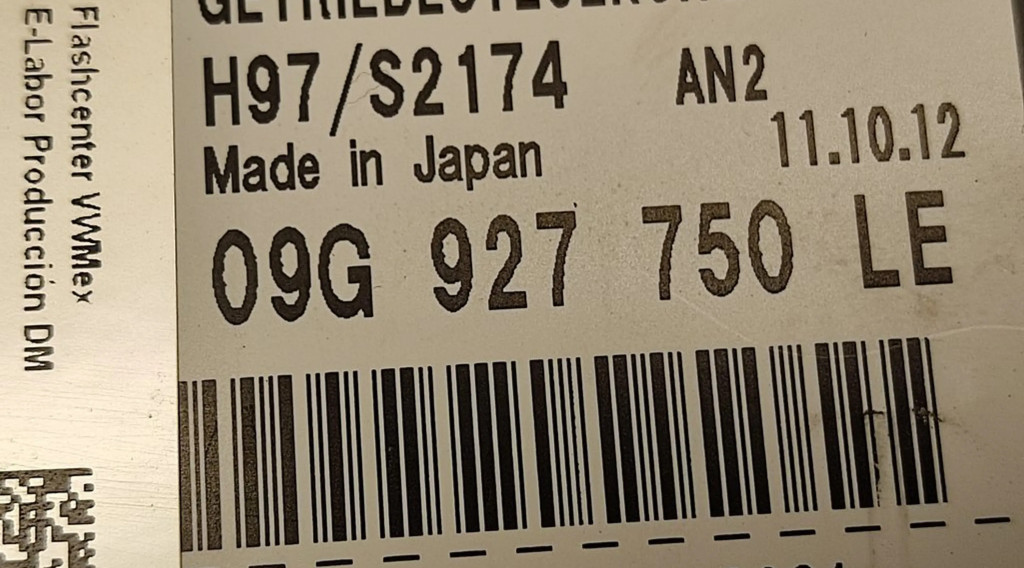 H97/S2174 AN2
Made in Japan 11.10.12
09G 927 750 LE
Flashcenter VWMex
E-Labor Producción DM